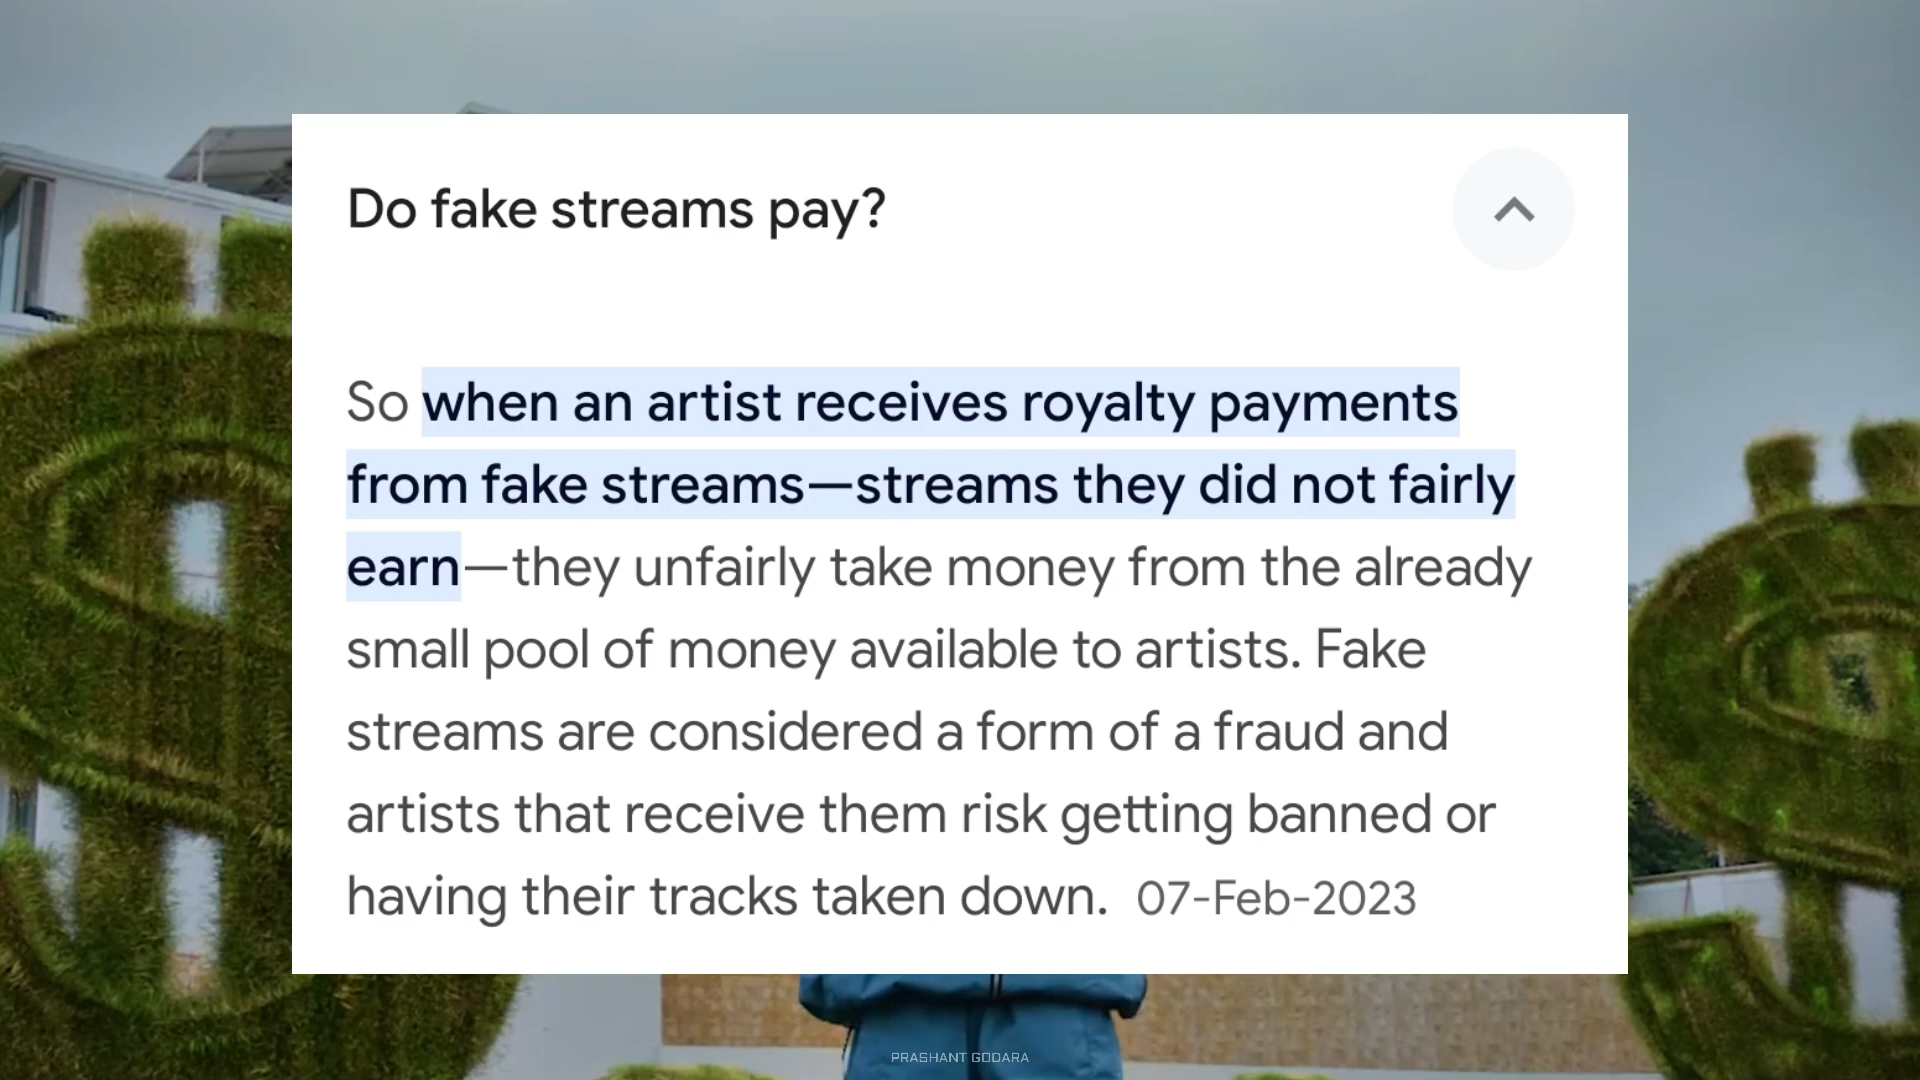 Do fake streams pay?
So when an artist receives royalty payments
from fake streams—streams they did not fairly
earn—they unfairly take money from the already
small pool of money available to artists. Fake
streams are considered a form of a fraud and
artists that receive them risk getting banned or
having their tracks taken down. 07-Feb-2023
PRASHANT GODARA